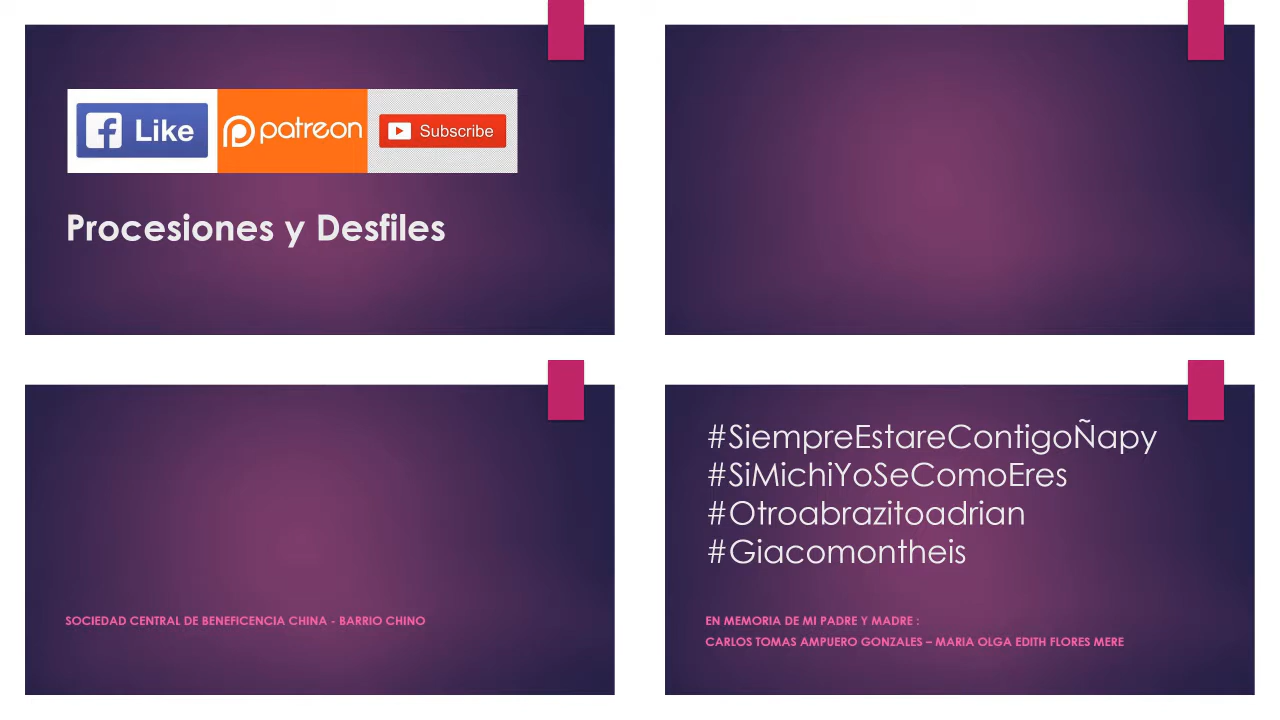 Like
patreon
Subscribe
Procesiones y Desfiles
SOCIEDAD CENTRAL DE BENEFICENCIA CHINA - BARRIO CHINO
#SiempreEstareContigoÑapy
#SiMichiYoSeComoEres
#Otroabrazitoadrian
#Giacomontheis
EN MEMORIA DE MI PADRE Y MADRE :
CARLOS TOMAS AMPUERO GONZALES – MARIA OLGA EDITH FLORES MERE